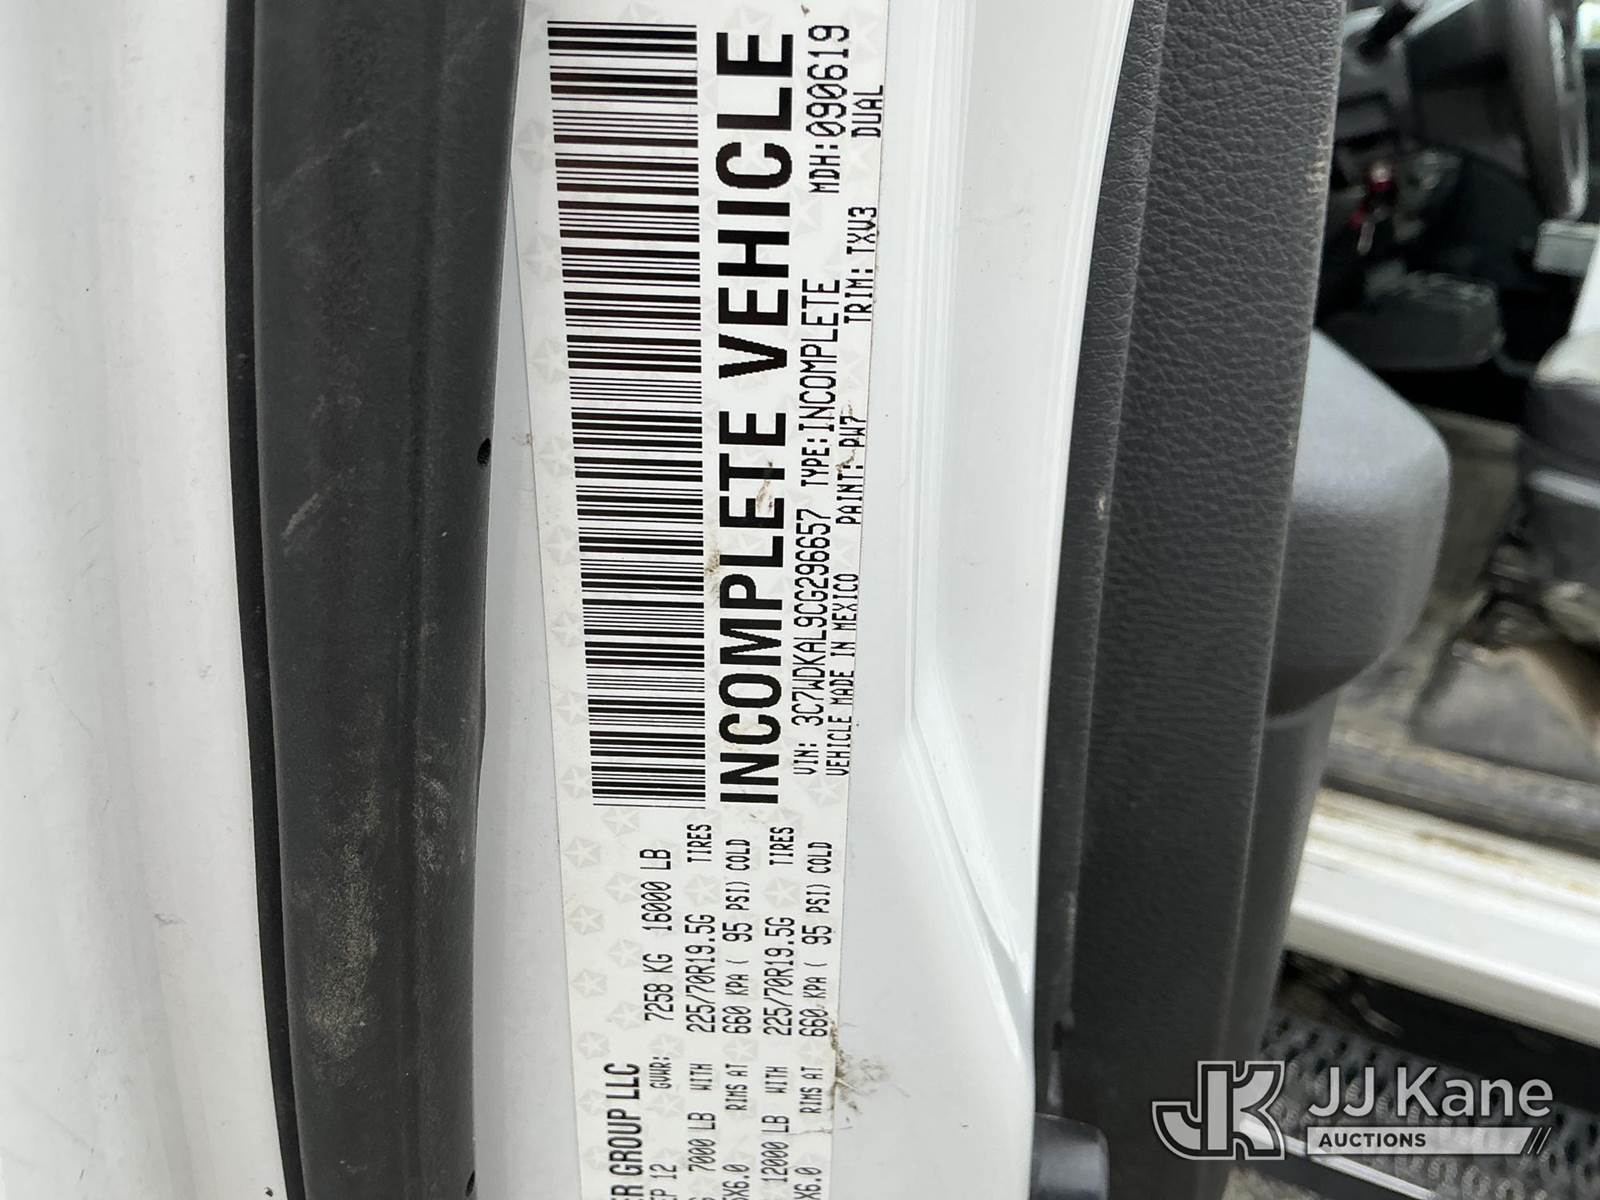 ER GROUP LLC
EP 12 GVWR: 7258 KG 16000 LB
7000 LB WITH 225/70R19.5G TIRES
X6.0 RIMS AT 660 KPA ( 95 PSI) COLD
12000 LB WITH 225/70R19.5G TIRES
X6.0 RIMS AT 660 KPA ( 95 PSI) COLD
INCOMPLETE VEHICLE
VIN: 3C7WDKAL9CG296657 TYPE:INCOMPLETE MDH:090619
VEHICLE MADE IN MEXICO PAINT: PW7 TRIM: TXV3 DUAL
JK
JJ Kane
AUCTIONS